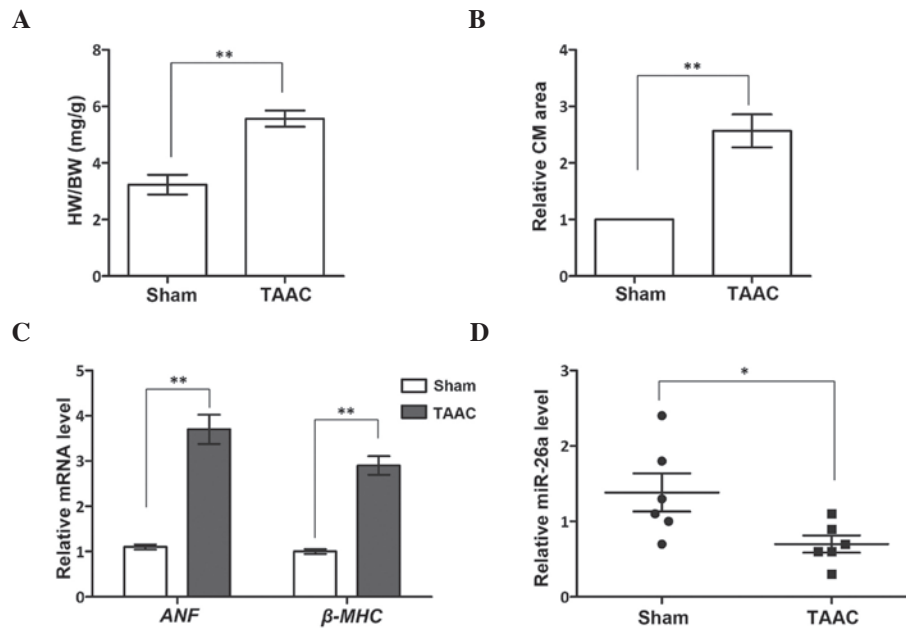 A
HW/BW (mg/g)
8
6
4
2
0
**
Sham TAAC
B
Relative CM area
4
3
2
1
0
**
Sham TAAC
C
Relative mRNA level
5
4
3
2
1
0
**
**
Sham
TAAC
ANF β-MHC
D
Relative miR-26a level
3
2
1
0
*
Sham TAAC